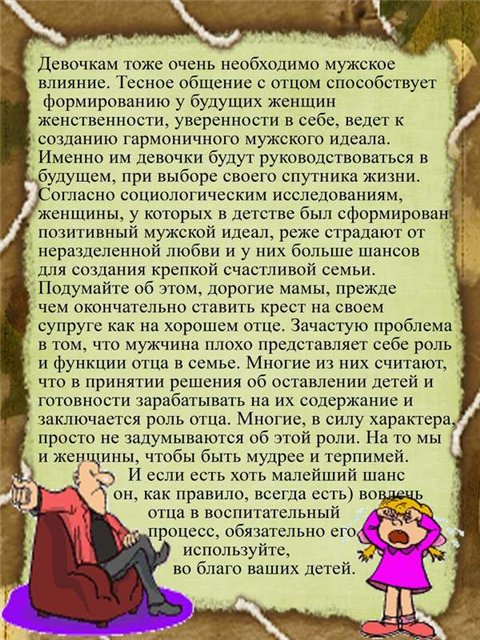 Девочкам тоже очень необходимо мужское
влияние. Тесное общение с отцом способствует
формированию у будущих женщин
женственности, уверенности в себе, ведет к
созданию гармоничного мужского идеала.
Именно им девочки будут руководствоваться в
будущем, при выборе своего спутника жизни.
Согласно социологическим исследованиям,
женщины, у которых в детстве был сформирован
позитивный мужской идеал, реже страдают от
неразделенной любви и у них больше шансов
для создания крепкой счастливой семьи.
Подумайте об этом, дорогие мамы, прежде
чем окончательно ставить крест на своем
супруге как на хорошем отце. Зачастую проблема
в том, что мужчина плохо представляет себе роль
и функции отца в семье. Многие из них считают,
что в принятии решения об оставлении детей и
готовности зарабатывать на их содержание и
заключается роль отца. Многие, в силу характера,
просто не задумываются об этой роли. На то мы
и женщины, чтобы быть мудрее и терпимей.
И если есть хоть малейший шанс
он, как правило, всегда есть) вовлечь
отца в воспитательный
процесс, обязательно его
используйте,
во благо ваших детей.